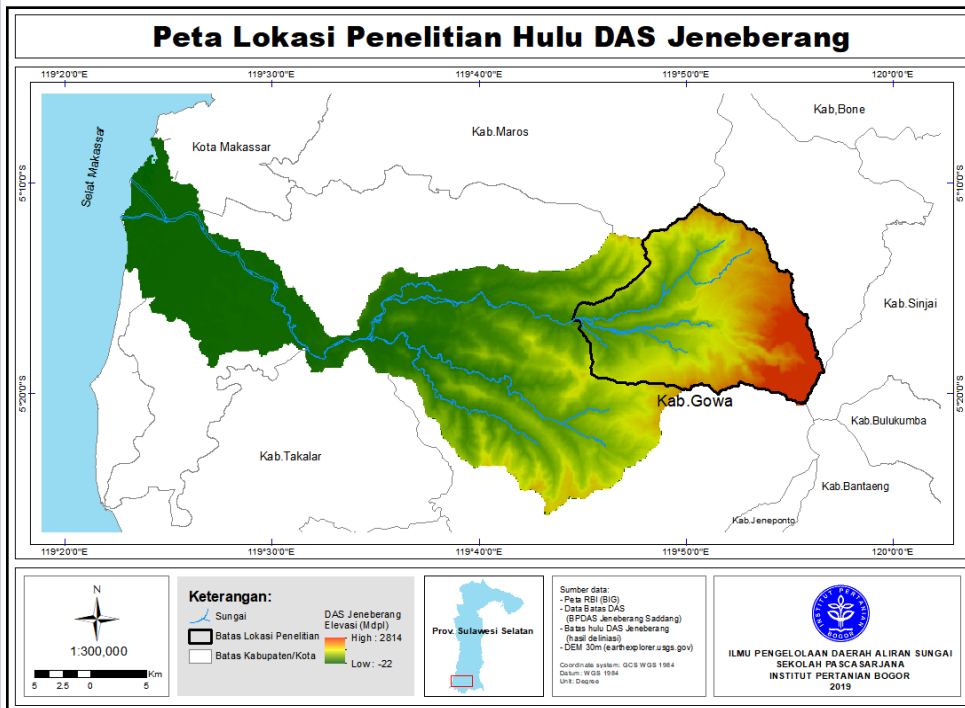 Peta Lokasi Penelitian Hulu DAS Jeneberang
119°20'0"E 119°30'0"E 119°40'0"E 119°50'0"E 120°0'0"E
Kab,Bone
Kab.Maros
Kota Makassar
Selat Makassar
5°10'0"S 5°10'0"S
Kab.Sinjai
5°20'0"S 5°20'0"S
Kab.Gowa
Kab.Bulukumba
Kab.Takalar
Kab.Bantaeng
Kab.Jeneponto
119°20'0"E 119°30'0"E 119°40'0"E 119°50'0"E 120°0'0"E
N
1:300,000
Km
5 2.5 0 5
Keterangan:
Sungai
Batas Lokasi Penelitian
Batas Kabupaten/Kota
DAS Jeneberang
Elevasi (Mdpl)
High : 2814
Low : -22
Prov. Sulawesi Selatan
Sumber data:
- Peta RBI (BIG)
- Data Batas DAS
(BPDAS Jeneberang Saddang)
- Batas hulu DAS Jeneberang
(hasil deliniasi)
- DEM 30m (earthexplorer.usgs.gov)
Coordinate system: GCS WGS 1984
Datum: WGS 1984
Unit: Degree
INSTITUT PERTANIAN
BOGOR
ILMU PENGELOLAAN DAERAH ALIRAN SUNGAI
SEKOLAH PASCASARJANA
INSTITUT PERTANIAN BOGOR
2019